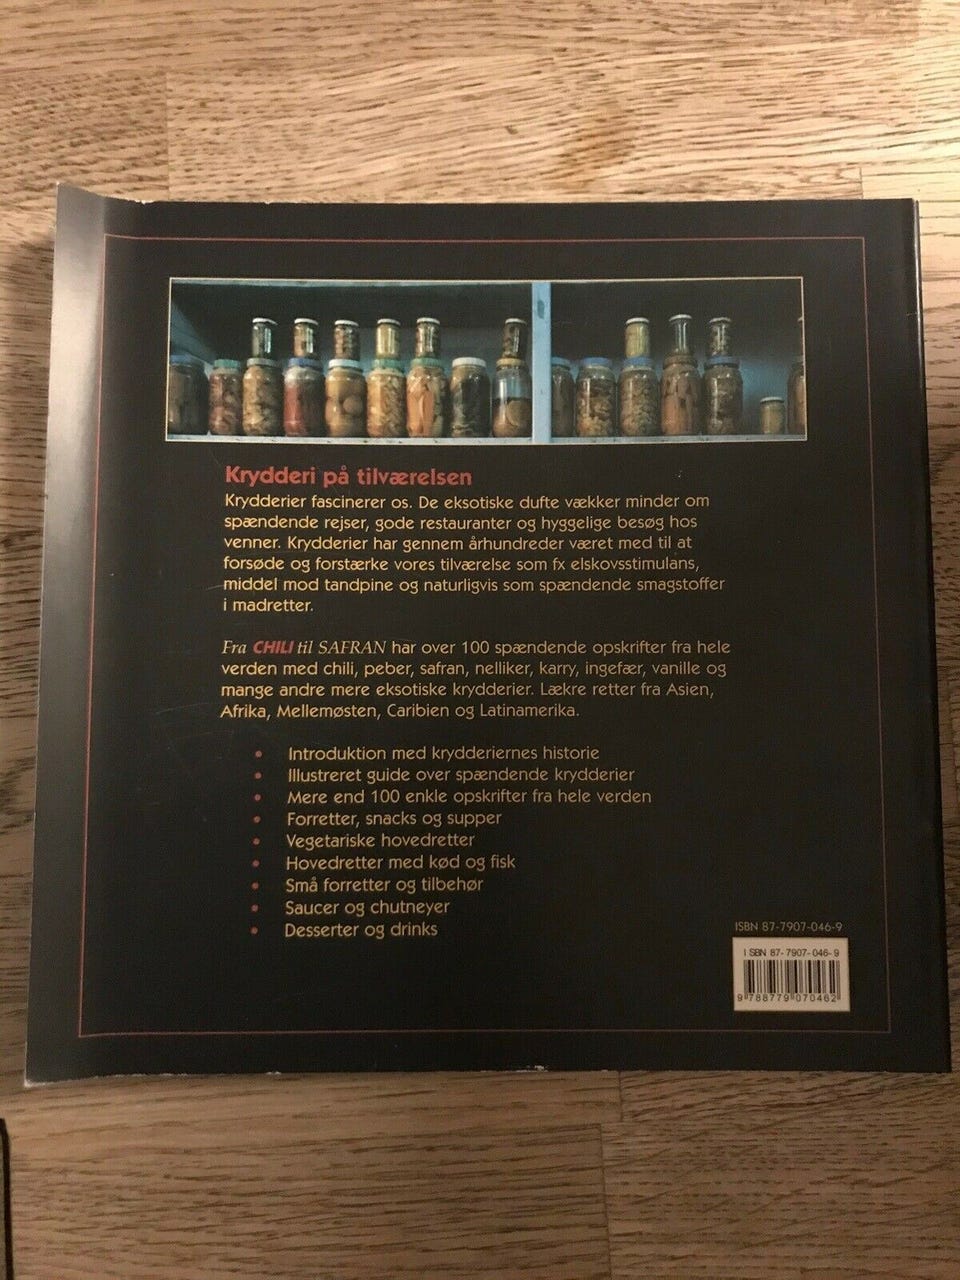 Krydderi på tilværelsen
Krydderier fascinerer os. De eksotiske dufte vækker minder om
spændende rejser, gode restauranter og hyggelige besøg hos
venner. Krydderier har gennem århundreder været med til at
forsøde og forstærke vores tilværelse som fx elskovsstimulans,
middel mod tandpine og naturligvis som spændende smagstoffer
i madretter.
Fra CHILI til SAFRAN har over 100 spændende opskrifter fra hele
verden med chili, peber, safran, nelliker, karry, ingefær, vanille og
mange andre mere eksotiske krydderier. Lækre retter fra Asien,
Afrika, Mellemøsten, Caribien og Latinamerika.
• Introduktion med krydderiernes historie
• Illustreret guide over spændende krydderier
• Mere end 100 enkle opskrifter fra hele verden
• Forretter, snacks og supper
• Vegetariske hovedretter
• Hovedretter med kød og fisk
• Små forretter og tilbehør
• Saucer og chutneyer
• Desserter og drinks
ISBN 87-7907-046-9
ISBN 87-7907-046-9
9 788779 070462